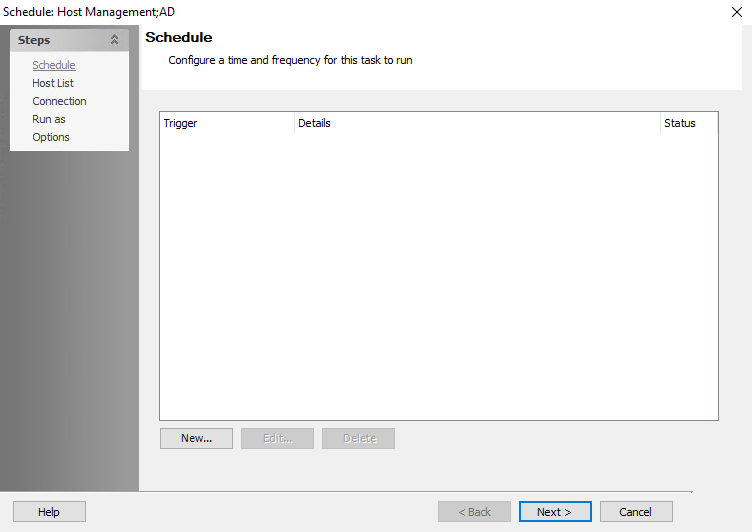 Schedule: Host Management;AD
Steps
Schedule
Host List
Connection
Run as
Options
Schedule
Configure a time and frequency for this task to run
Trigger Details Status
New... Edit... Delete
Help < Back Next > Cancel